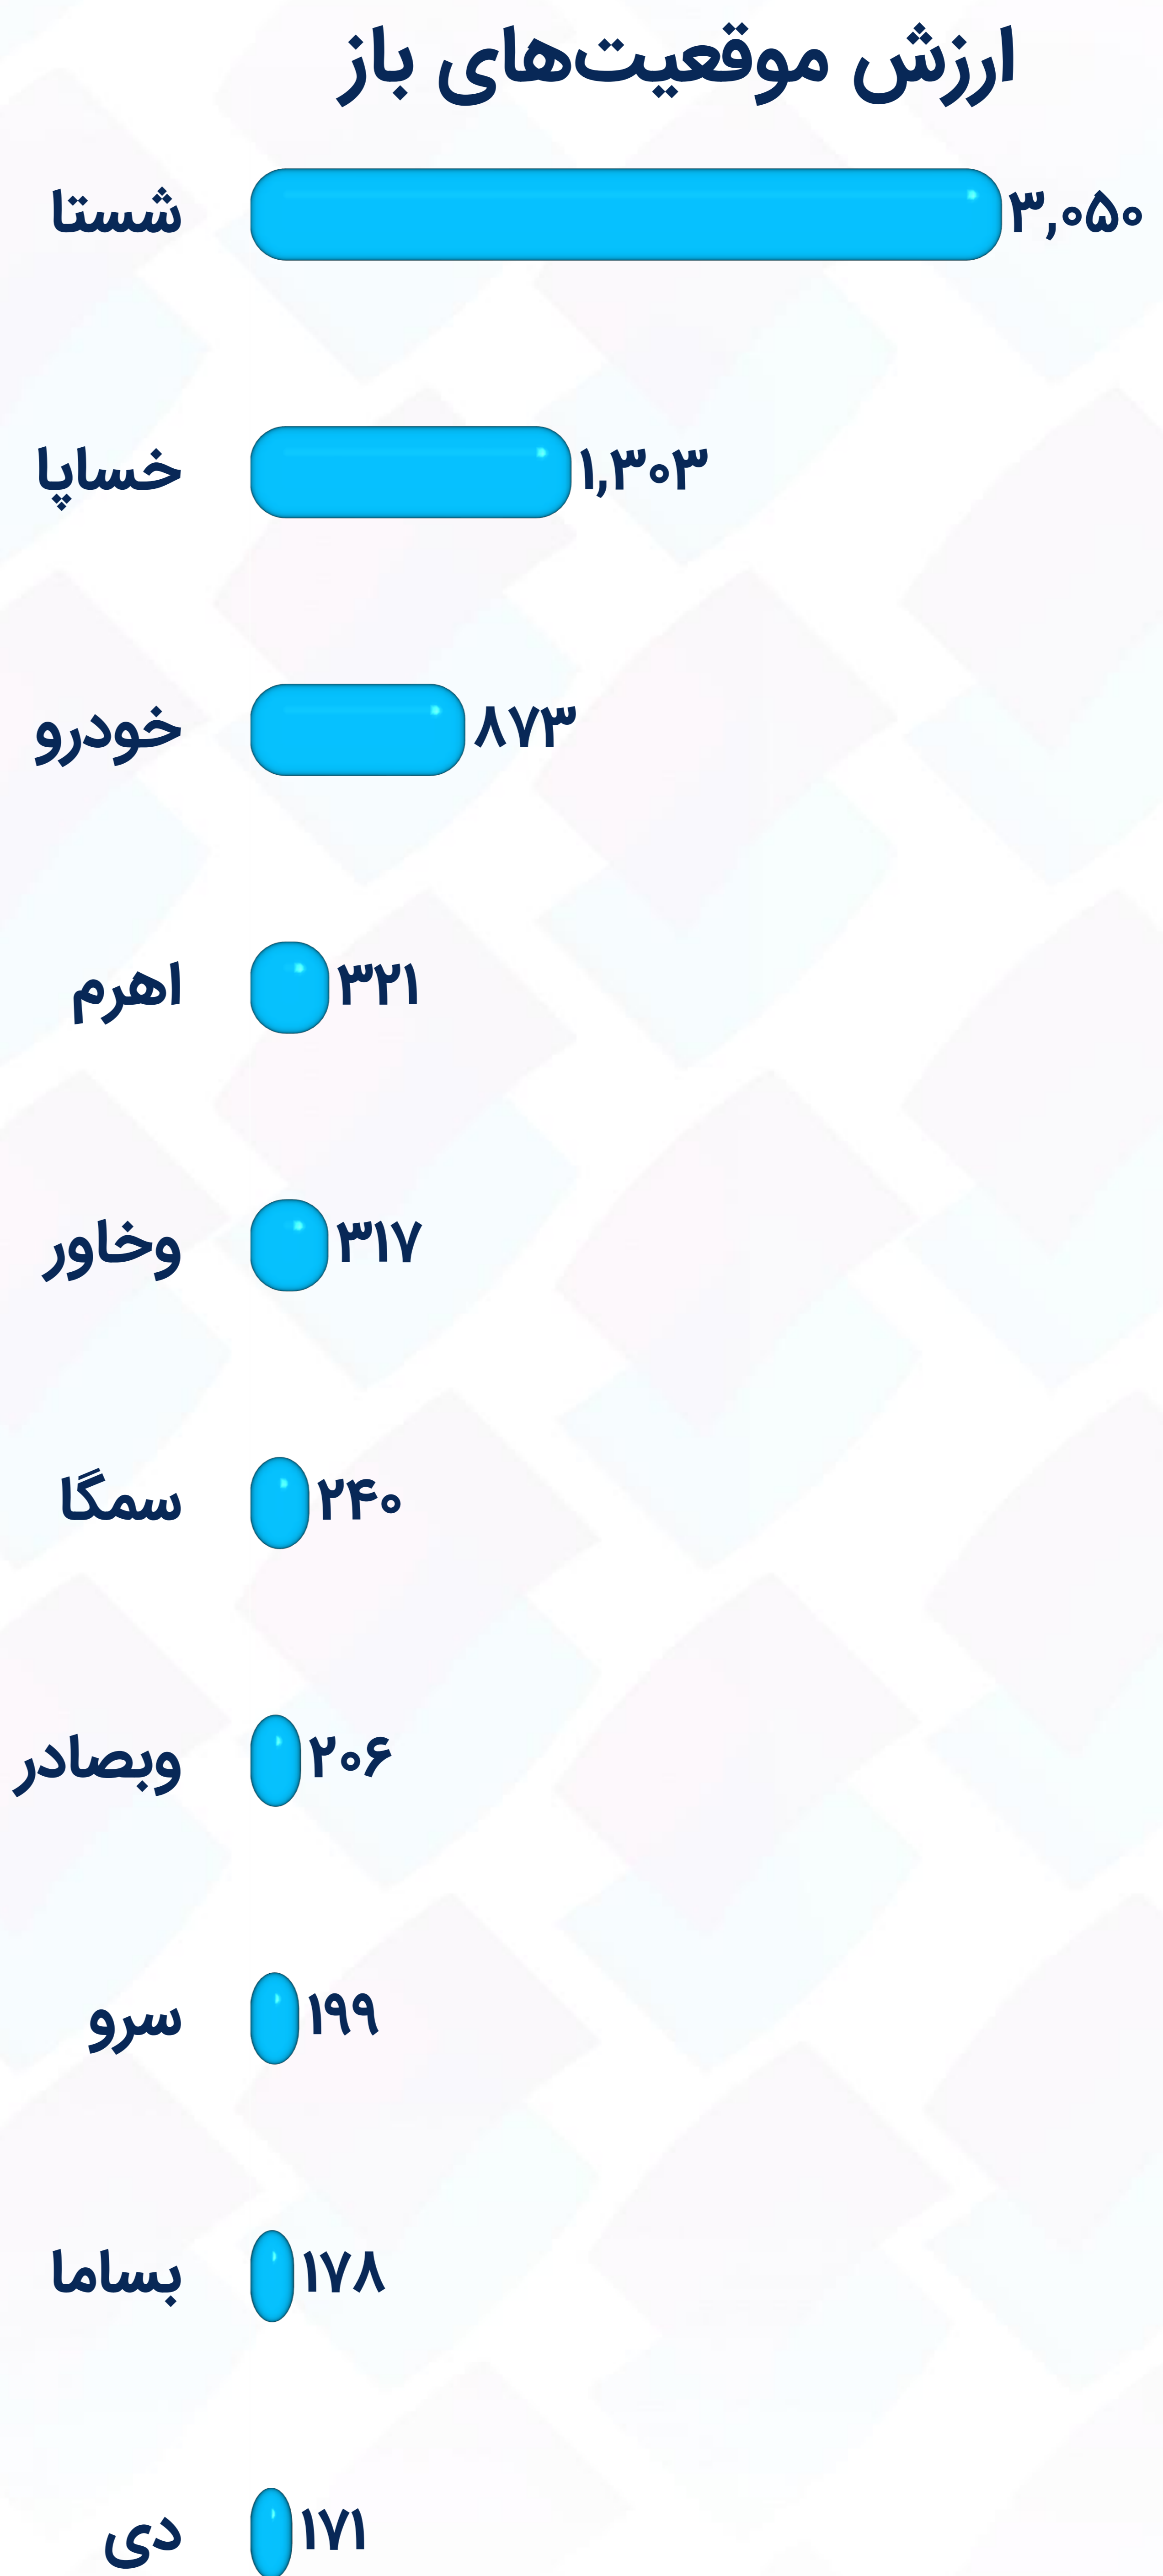 ارزش موقعیت‌های باز
شستا ۳,۰۵۰
خساپا ۱,۳۰۳
خودرو ۸۷۳
اهرم ۳۲۱
وخاور ۳۱۷
سمگا ۲۴۰
وبصادر ۲۰۶
سرو ۱۹۹
بساما ۱۷۸
دی ۱۷۱